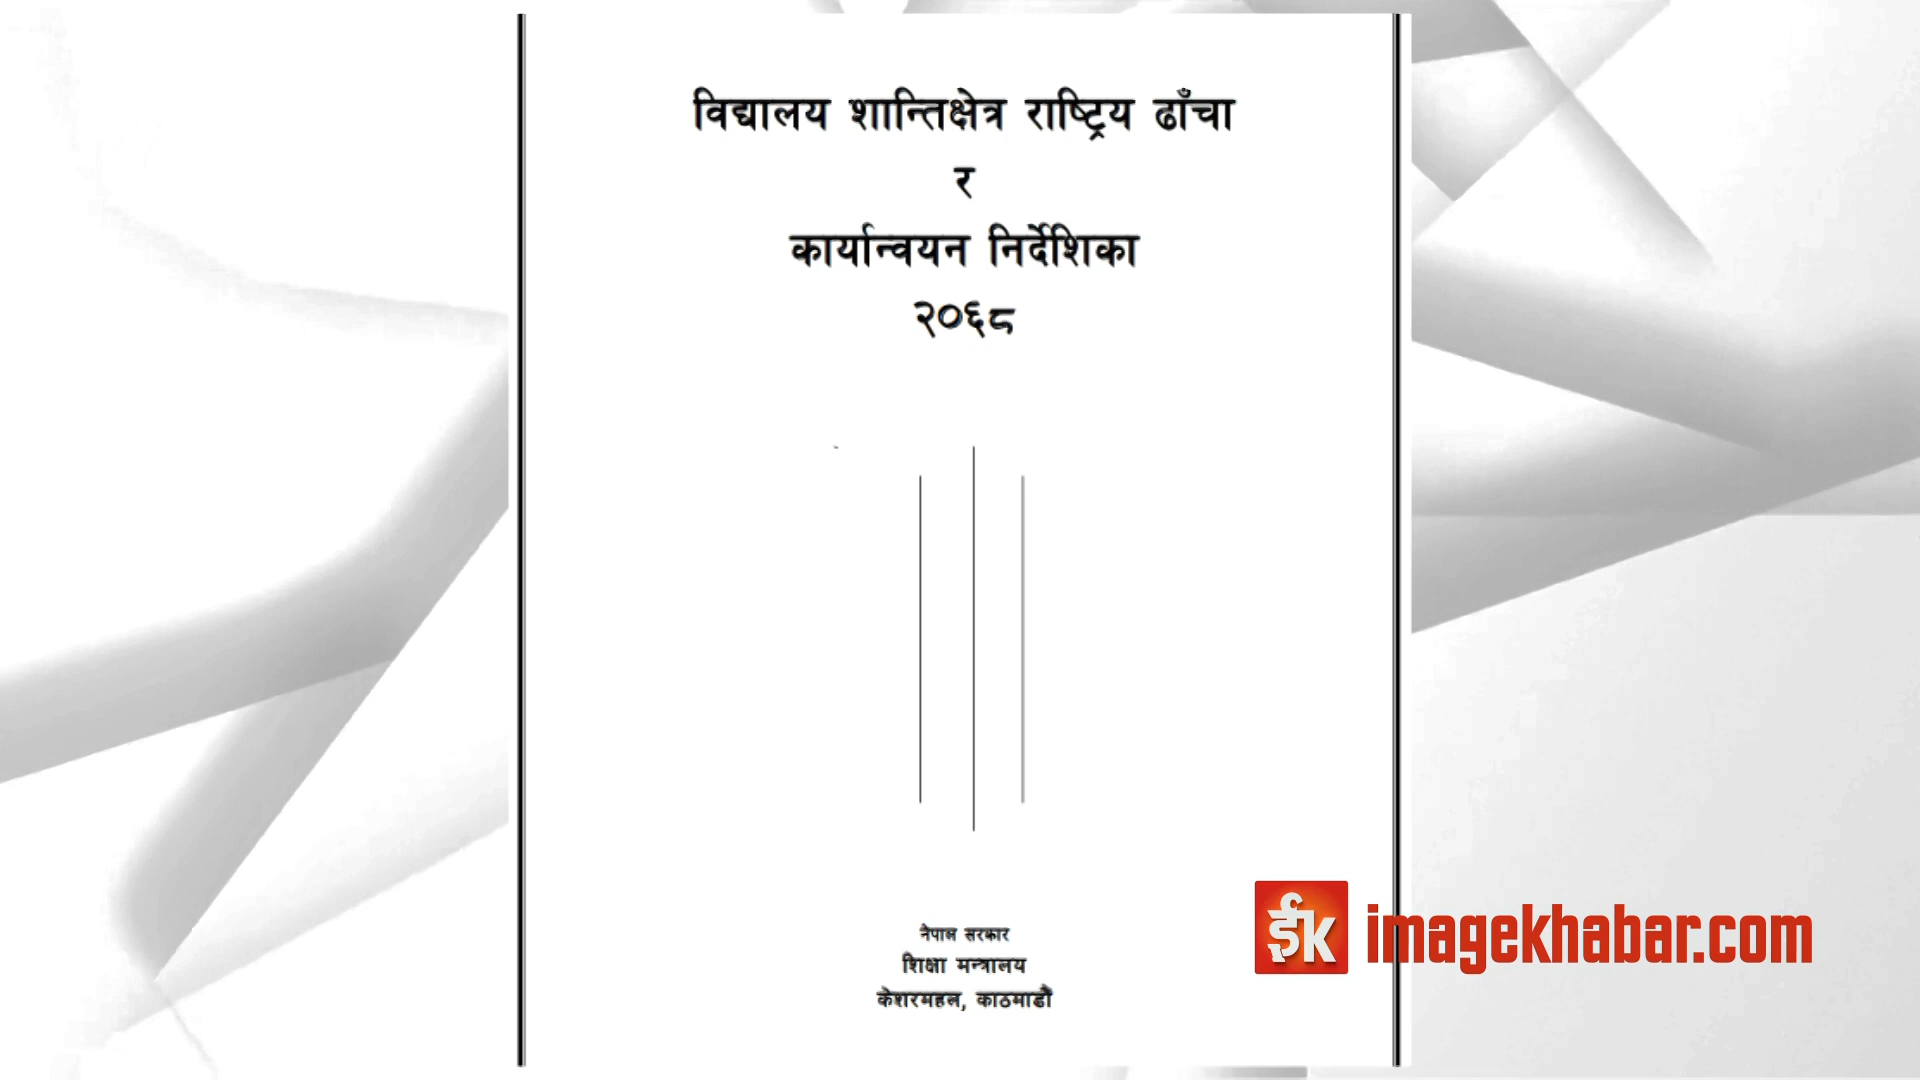 विद्यालय शान्तिक्षेत्र राष्ट्रिय ढाँचा
र
कार्यान्वयन निर्देशिका
२०६८
नेपाल सरकार
शिक्षा मन्त्रालय
केशरमहल, काठमाडौं
ईk imagekhabar.com